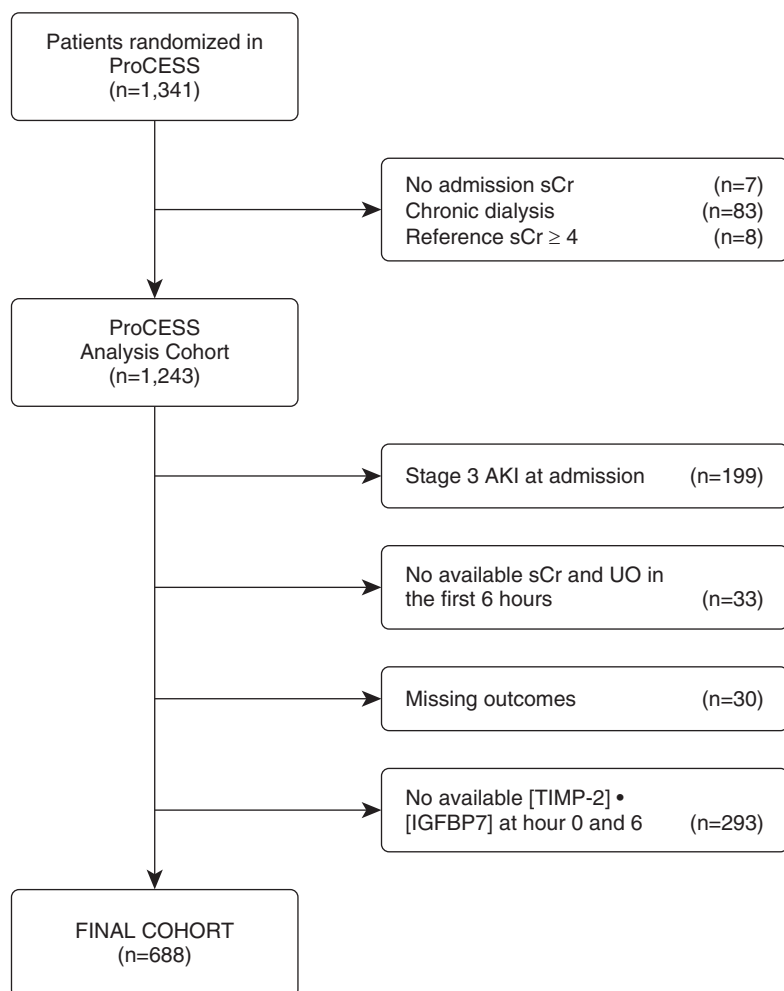 Patients randomized in
ProCESS
(n=1,341)
No admission sCr (n=7)
Chronic dialysis (n=83)
Reference sCr ≥ 4 (n=8)
ProCESS
Analysis Cohort
(n=1,243)
Stage 3 AKI at admission (n=199)
No available sCr and UO in
the first 6 hours (n=33)
Missing outcomes (n=30)
No available [TIMP-2] •
[IGFBP7] at hour 0 and 6 (n=293)
FINAL COHORT
(n=688)